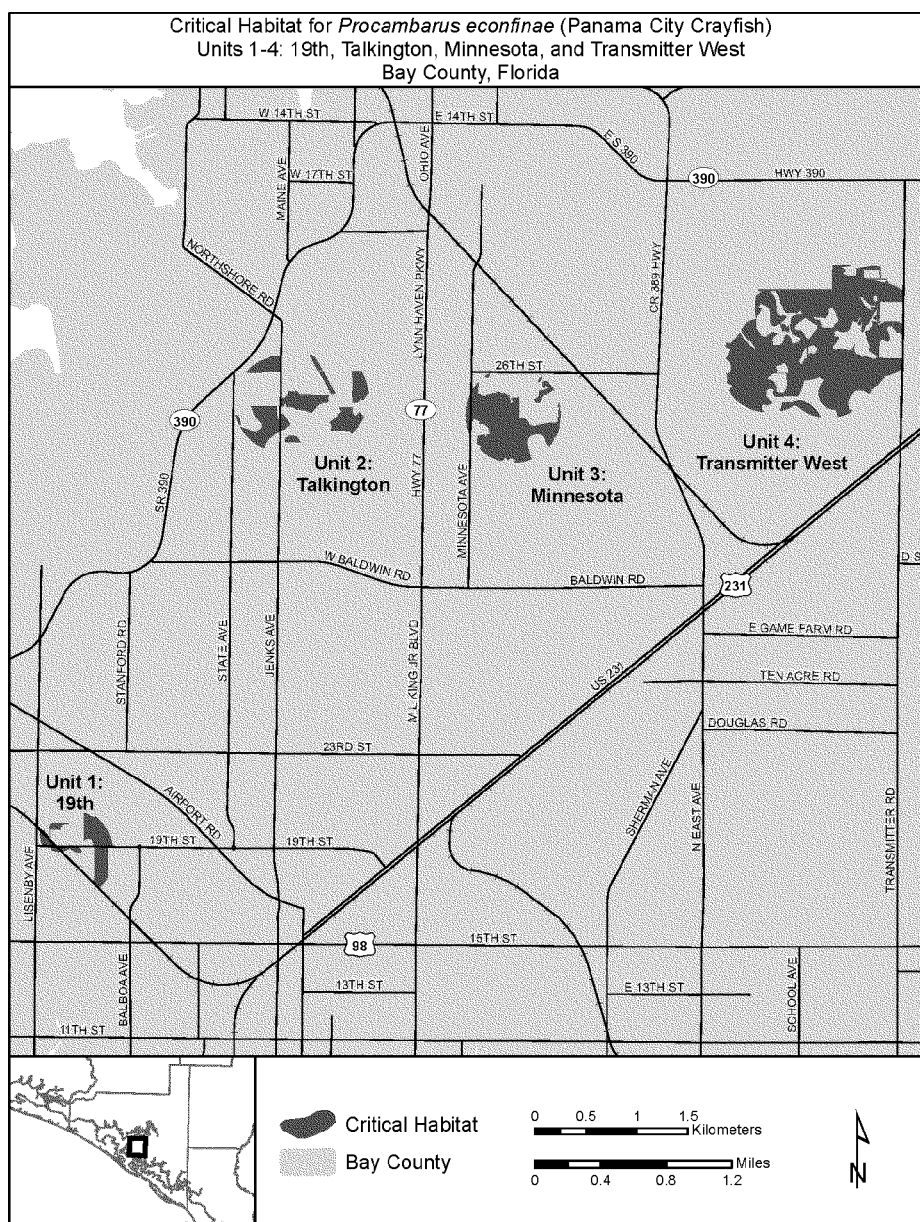 Critical Habitat for Procambarus econfinae (Panama City Crayfish)
Units 1-4: 19th, Talkington, Minnesota, and Transmitter West
Bay County, Florida
W 14TH ST
E 14TH ST
OHIO AVE
E S 390
HWY 390
390
MAINE AVE
W 17TH ST
NORTHSHORE RD
LYNN HAVEN PKWY
CR 389 HWY
26TH ST
390
77
Unit 2:
Talkington
Unit 3:
Minnesota
Unit 4:
Transmitter West
SR 390
HWY 77
MINNESOTA AVE
W BALDWIN RD
BALDWIN RD
231
D S
STANFORD RD
STATE AVE
JENKS AVE
M L KING JR BLVD
US 231
E GAME FARM RD
TEN ACRE RD
DOUGLAS RD
23RD ST
Unit 1:
19th
AIRPORT RD
SHERMAN AVE
N EAST AVE
TRANSMITTER RD
LISENBY AVE
19TH ST
19TH ST
98
15TH ST
BALBOA AVE
13TH ST
E 13TH ST
SCHOOL AVE
11TH ST
Critical Habitat
Bay County
0 0.5 1 1.5
Kilometers
Miles
0 0.4 0.8 1.2
N